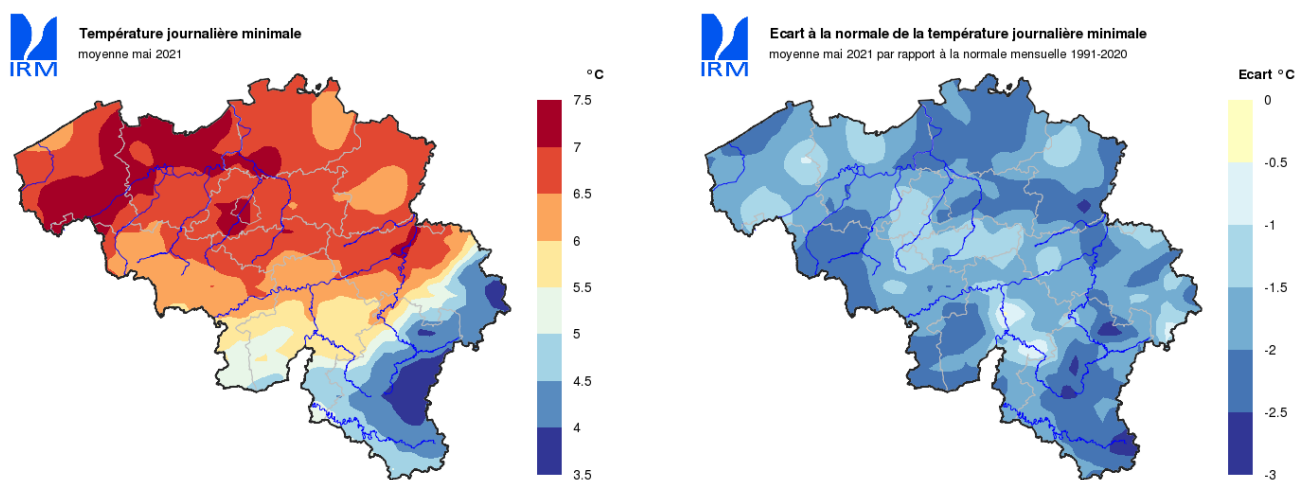 IRM
Température journalière minimale
moyenne mai 2021
°C
7.5
7
6.5
6
5.5
5
4.5
4
3.5
IRM
Ecart à la normale de la température journalière minimale
moyenne mai 2021 par rapport à la normale mensuelle 1991-2020
Ecart °C
0
-0.5
-1
-1.5
-2
-2.5
-3